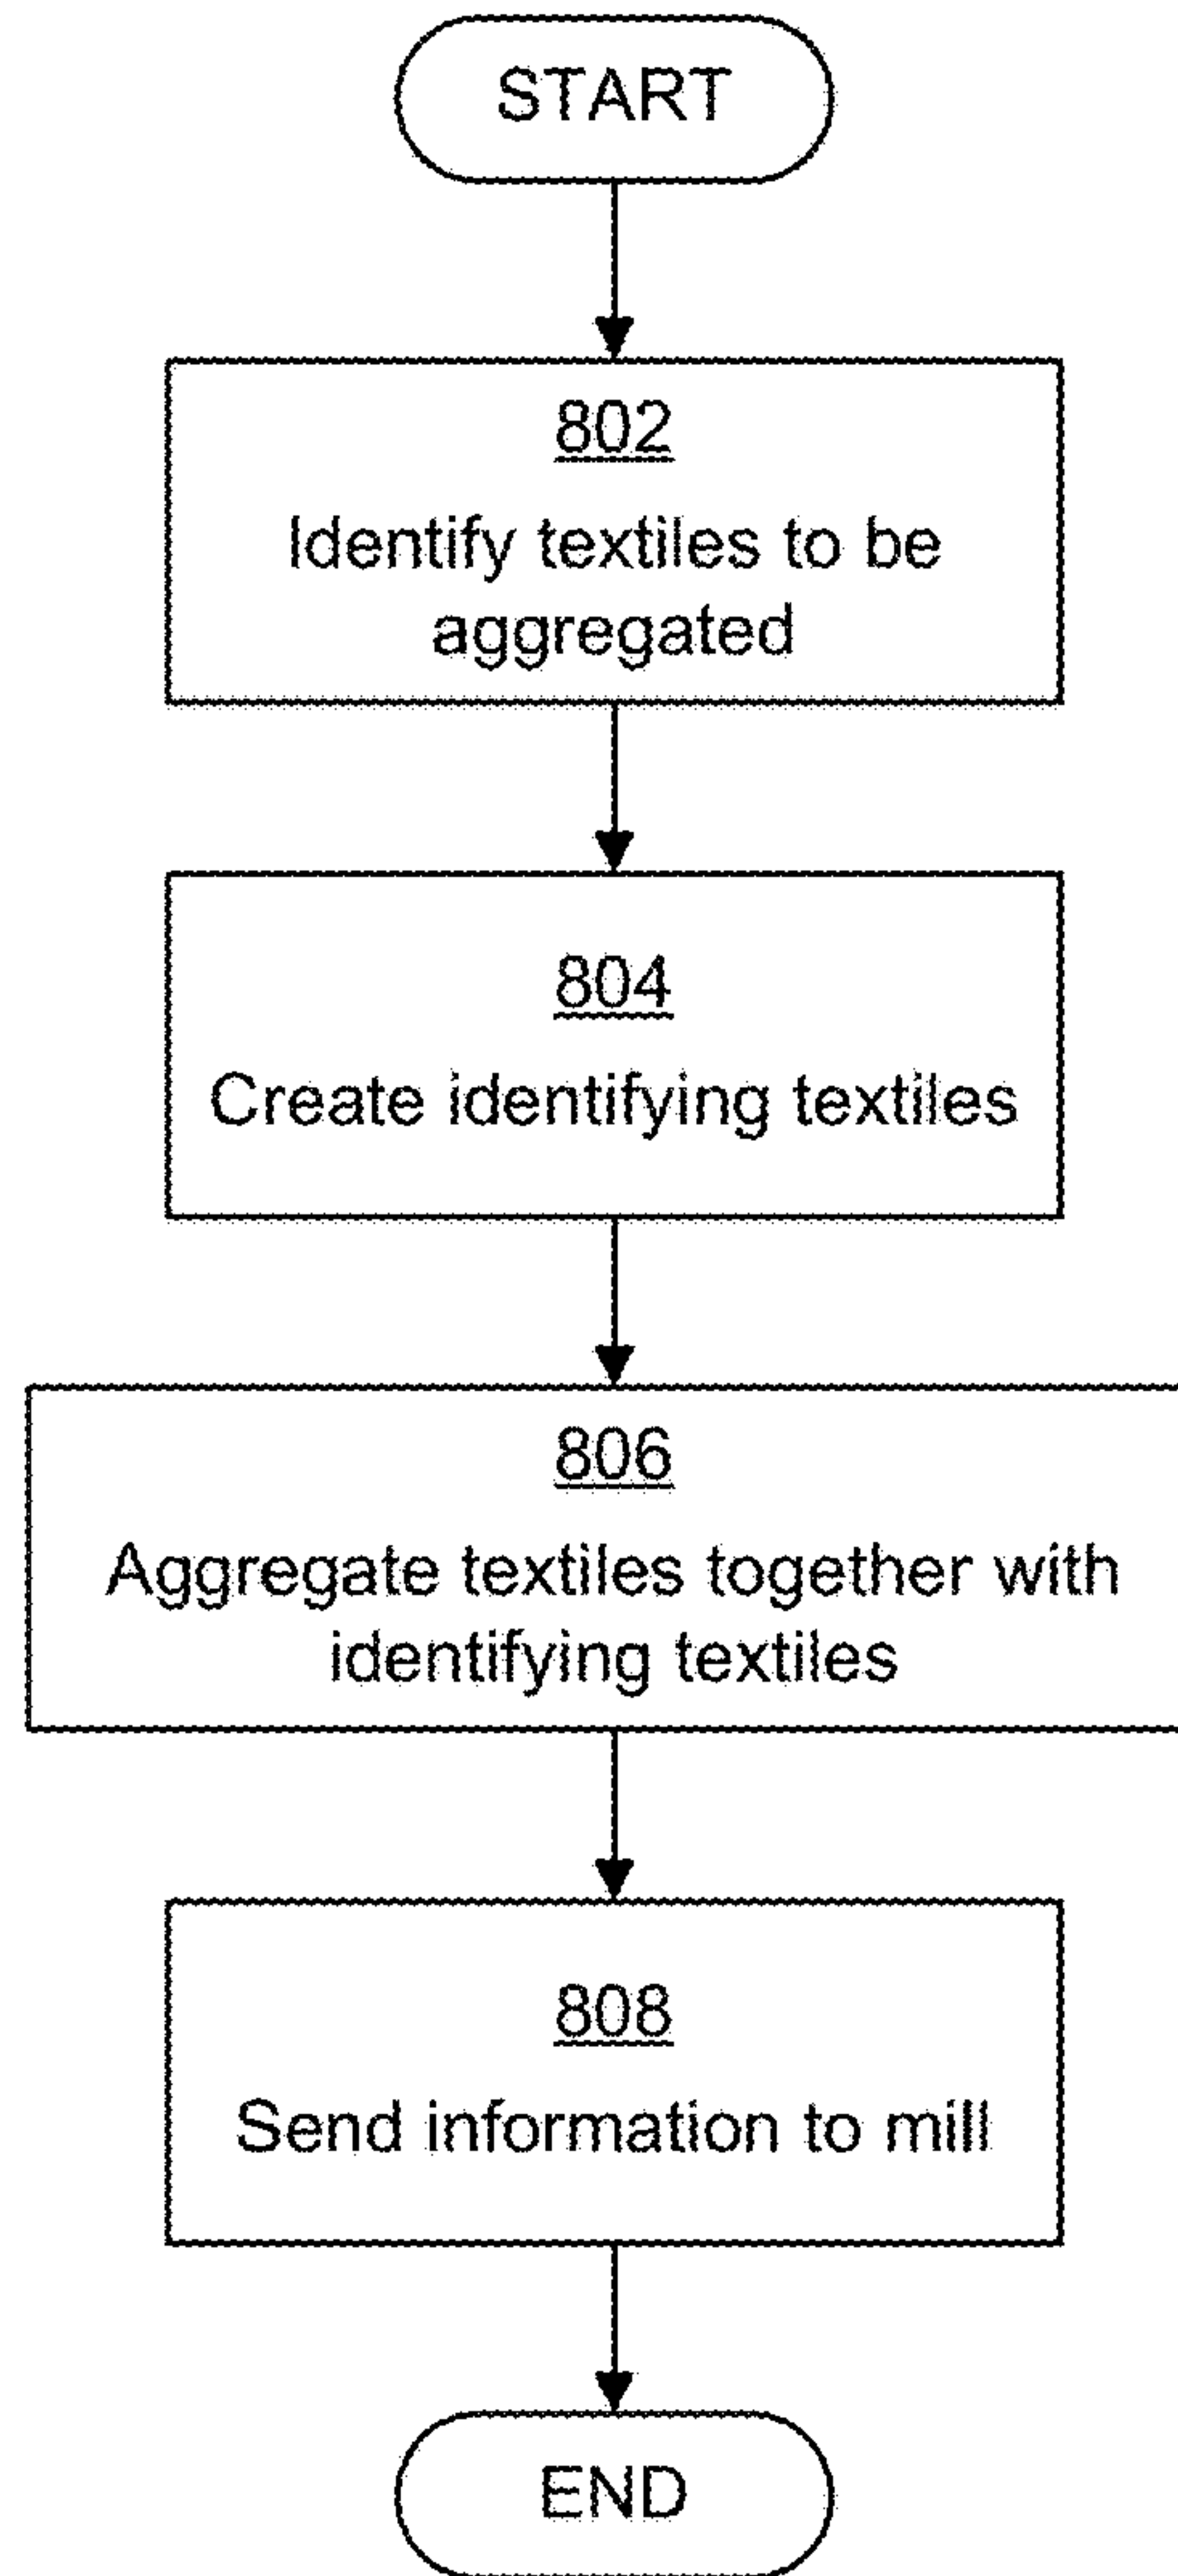 START
802
Identify textiles to be
aggregated
804
Create identifying textiles
806
Aggregate textiles together with
identifying textiles
808
Send information to mill
END